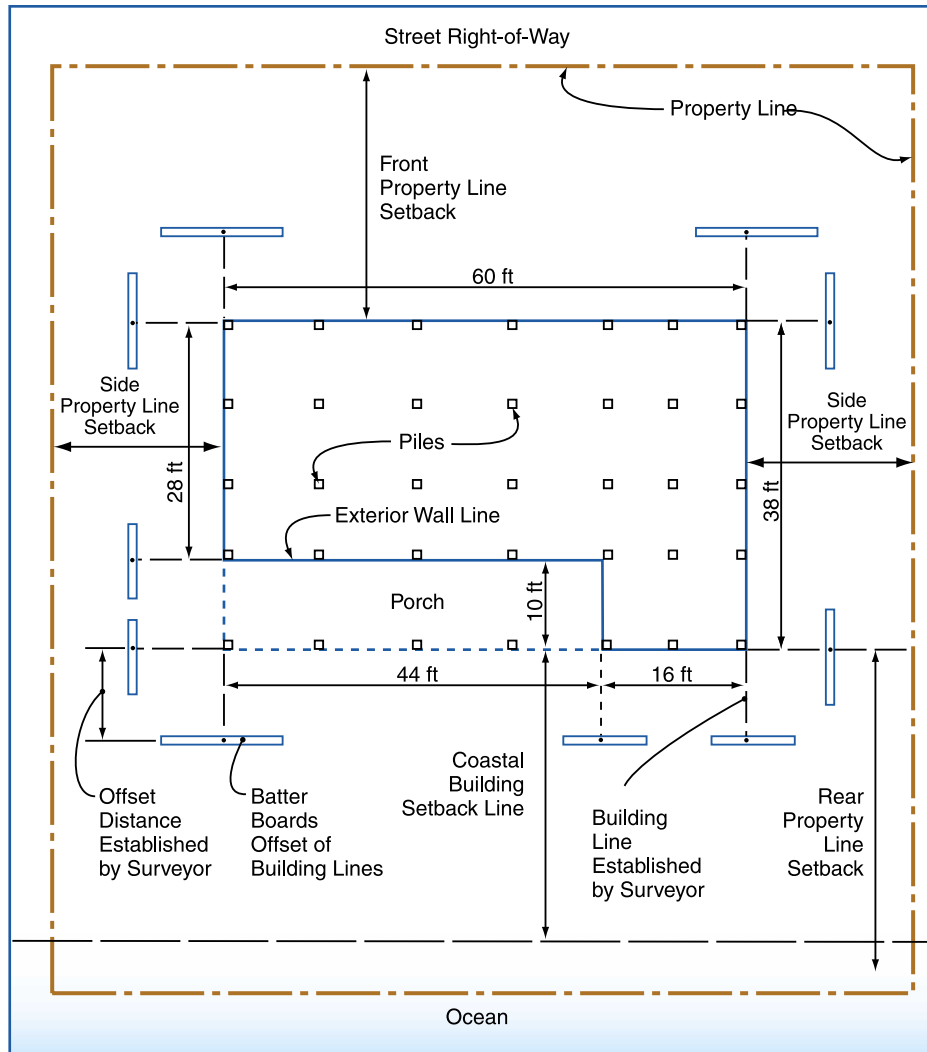 Street Right-of-Way
Property Line
Front
Property Line
Setback
60 ft
Side
Property Line
Setback
Side
Property Line
Setback
Piles
28 ft
38 ft
Exterior Wall Line
Porch
10 ft
44 ft
16 ft
Offset
Distance
Established
by Surveyor
Batter
Boards
Offset of
Building Lines
Coastal
Building
Setback Line
Building
Line
Established
by Surveyor
Rear
Property
Line
Setback
Ocean